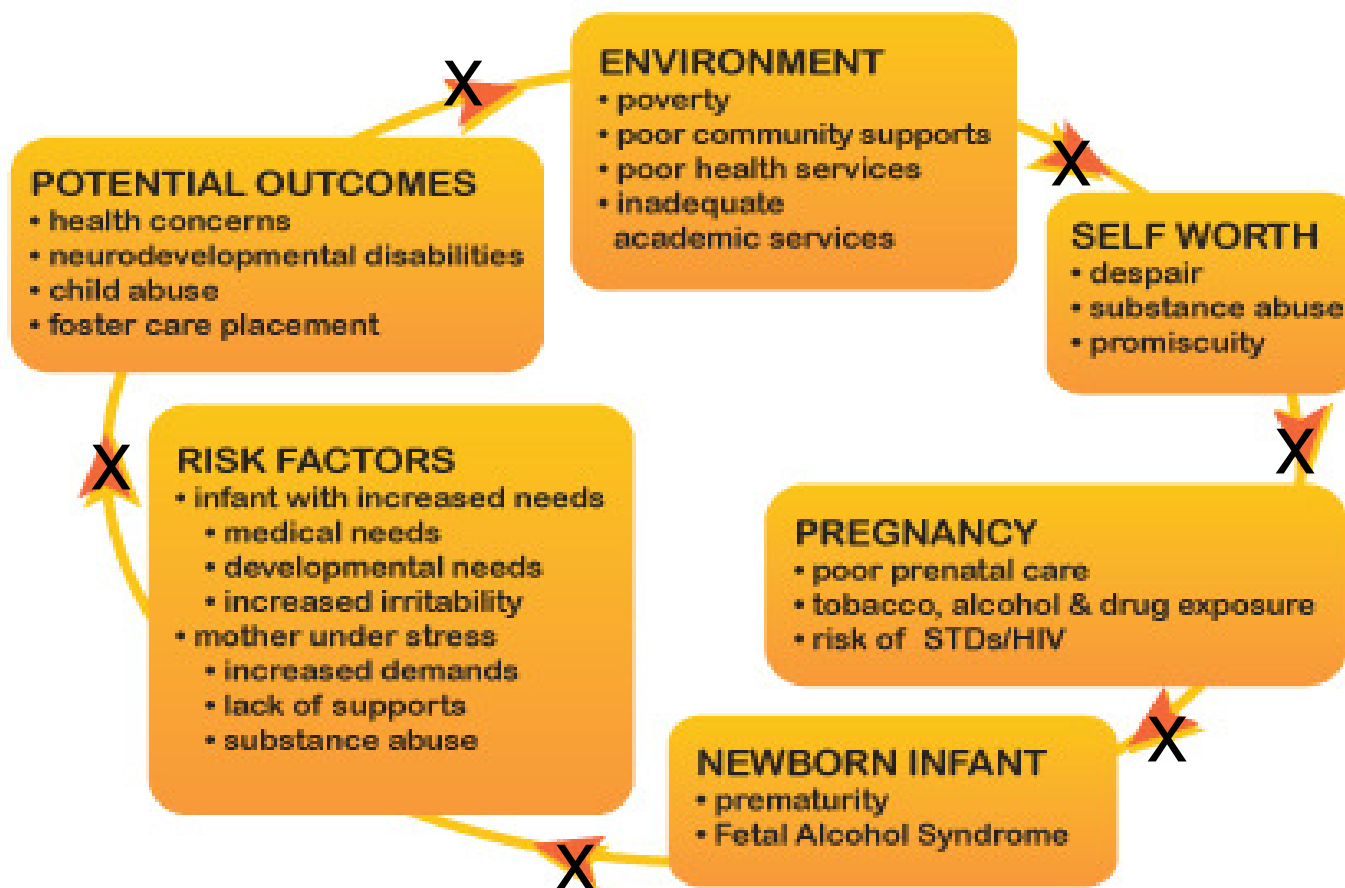 ENVIRONMENT
• poverty
• poor community supports
• poor health services
• inadequate
academic services
SELF WORTH
• despair
• substance abuse
• promiscuity
PREGNANCY
• poor prenatal care
• tobacco, alcohol & drug exposure
• risk of STDs/HIV
NEWBORN INFANT
• prematurity
• Fetal Alcohol Syndrome
RISK FACTORS
• infant with increased needs
• medical needs
• developmental needs
• increased irritability
• mother under stress
• increased demands
• lack of supports
• substance abuse
POTENTIAL OUTCOMES
• health concerns
• neurodevelopmental disabilities
• child abuse
• foster care placement
X
X
X
X
X
X